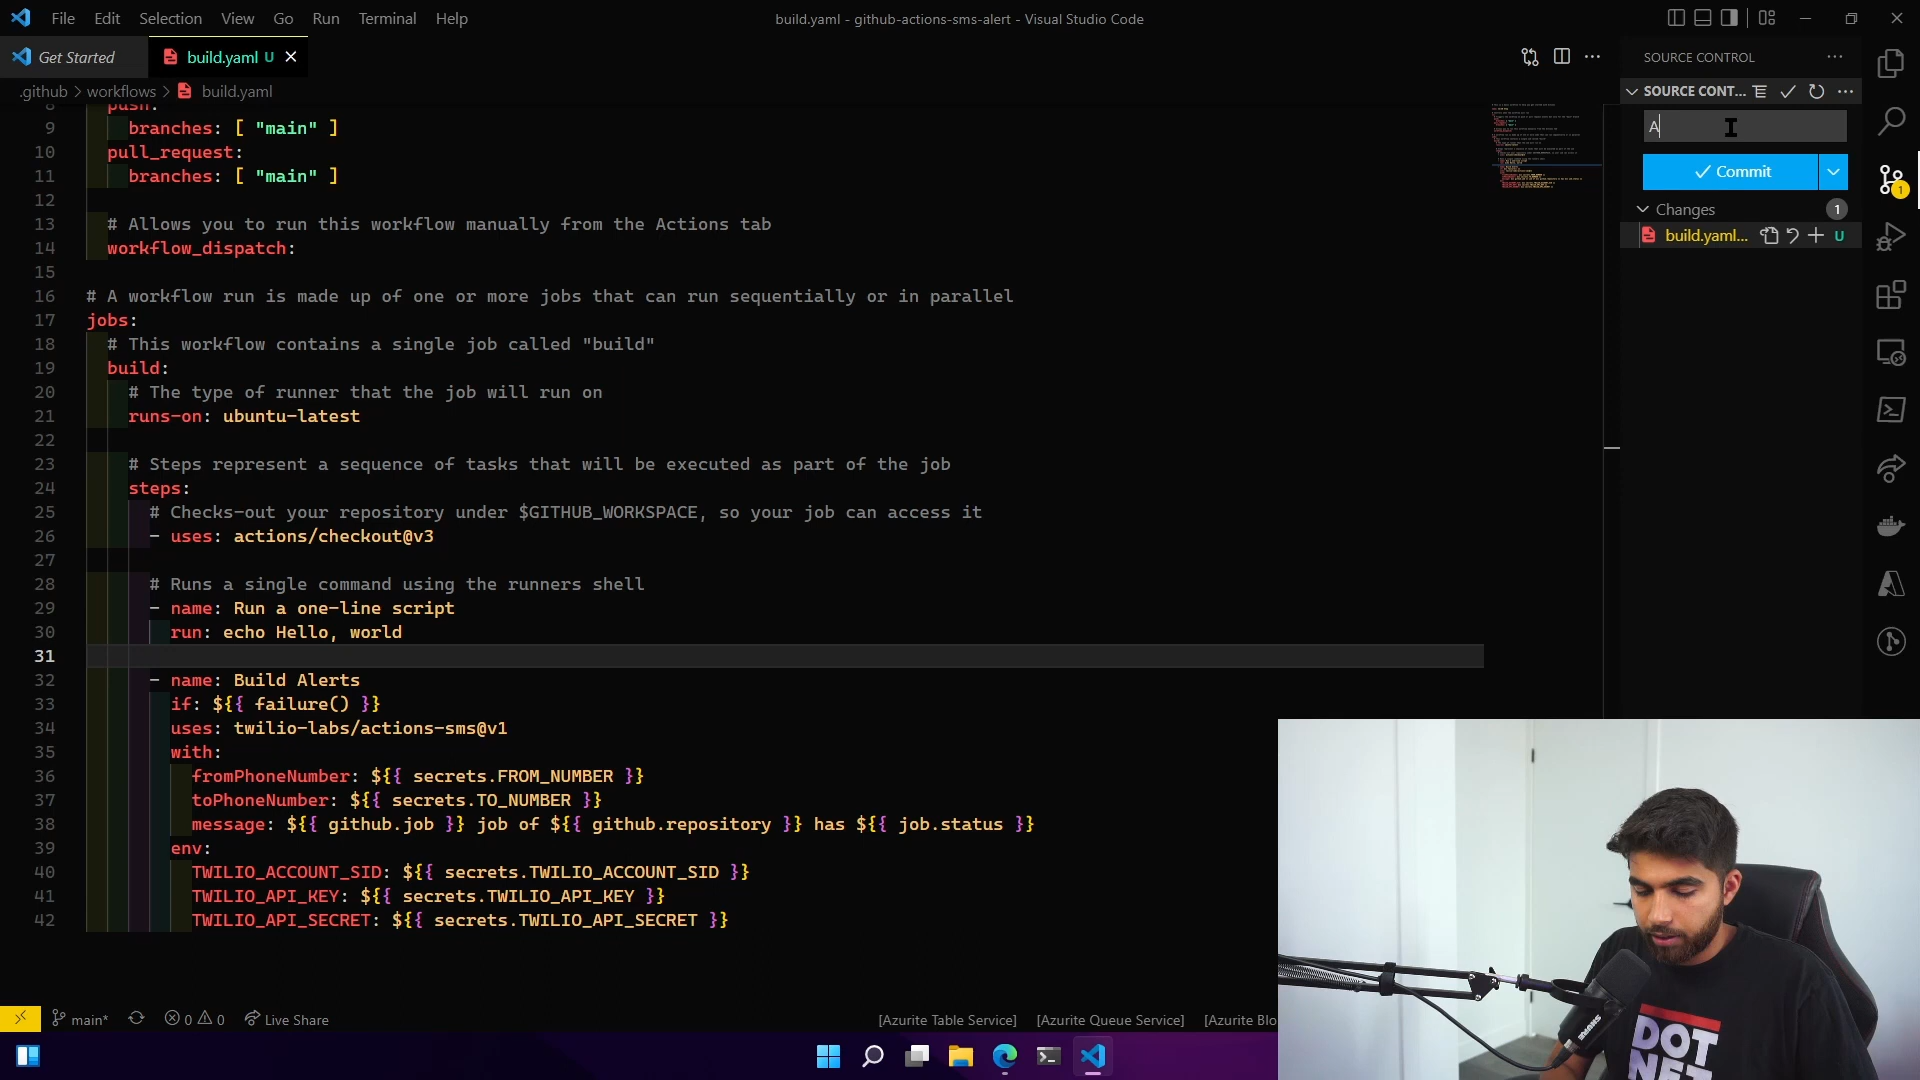 File Edit Selection View Go Run Terminal Help
build.yaml - github-actions-sms-alert - Visual Studio Code
Get Started
build.yaml U
SOURCE CONTROL
.github > workflows > build.yaml
SOURCE CONT...
A
Commit
Changes 1
build.yaml... U
1
8 push:
9 branches: [ "main" ]
10 pull_request:
11 branches: [ "main" ]
12
13 # Allows you to run this workflow manually from the Actions tab
14 workflow_dispatch:
15
16 # A workflow run is made up of one or more jobs that can run sequentially or in parallel
17 jobs:
18 # This workflow contains a single job called "build"
19 build:
20 # The type of runner that the job will run on
21 runs-on: ubuntu-latest
22
23 # Steps represent a sequence of tasks that will be executed as part of the job
24 steps:
25 # Checks-out your repository under $GITHUB_WORKSPACE, so your job can access it
26 - uses: actions/checkout@v3
27
28 # Runs a single command using the runners shell
29 - name: Run a one-line script
30 run: echo Hello, world
31
32 - name: Build Alerts
33 if: ${{ failure() }}
34 uses: twilio-labs/actions-sms@v1
35 with:
36 fromPhoneNumber: ${{ secrets.FROM_NUMBER }}
37 toPhoneNumber: ${{ secrets.TO_NUMBER }}
38 message: ${{ github.job }} job of ${{ github.repository }} has ${{ job.status }}
39 env:
40 TWILIO_ACCOUNT_SID: ${{ secrets.TWILIO_ACCOUNT_SID }}
41 TWILIO_API_KEY: ${{ secrets.TWILIO_API_KEY }}
42 TWILIO_API_SECRET: ${{ secrets.TWILIO_API_SECRET }}
main* 0 0 Live Share
[Azurite Table Service] [Azurite Queue Service] [Azurite Blo
DOT
NET